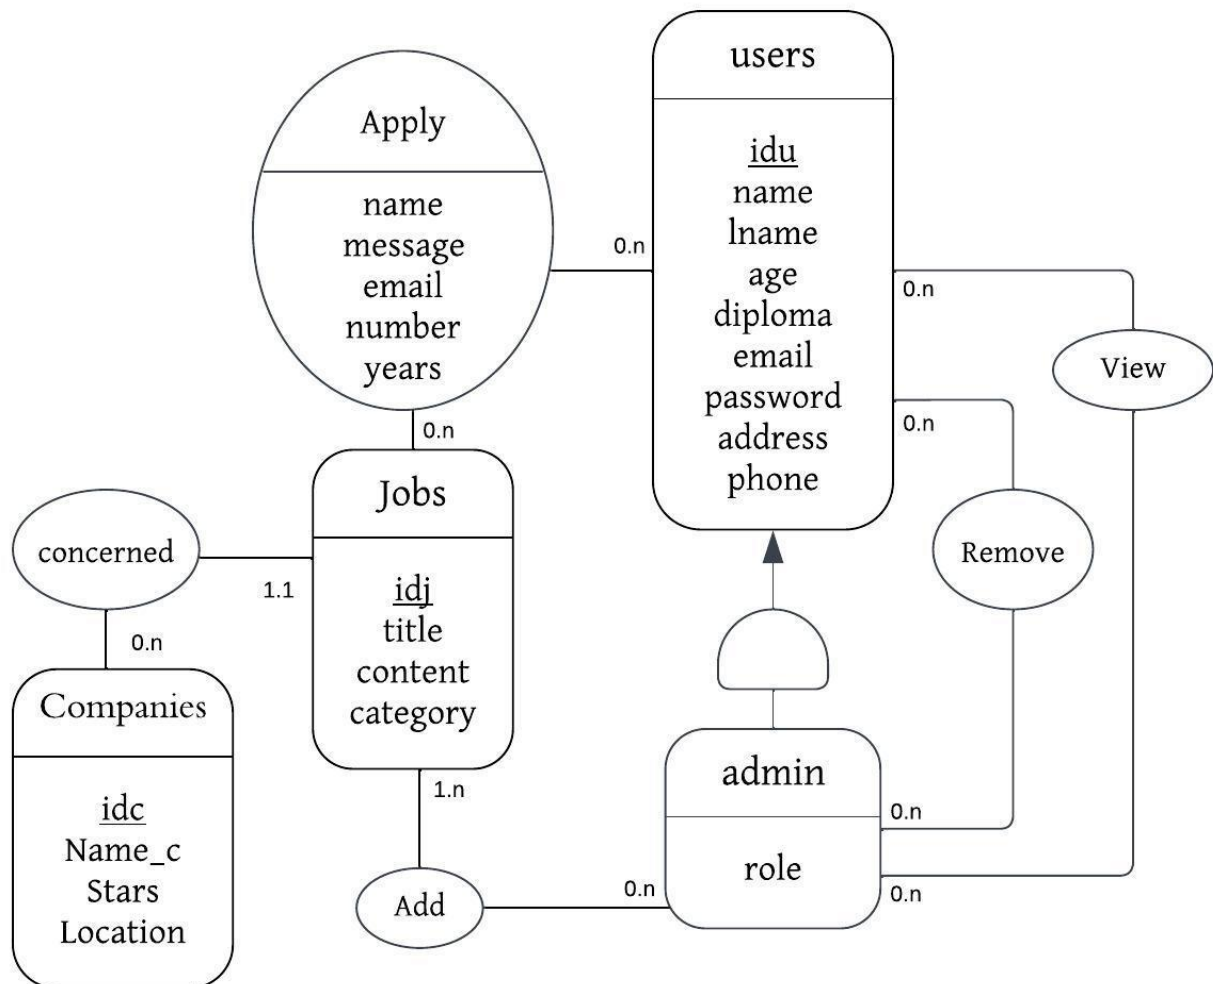 users
idu
name
lname
age
diploma
email
password
address
phone
Apply
name
message
email
number
years
0.n
0.n
View
0.n
0.n
Remove
0.n
Jobs
idj
title
content
category
concerned
1.1
0.n
Companies
idc
Name_c
Stars
Location
1.n
Add
0.n
admin
role
0.n
0.n